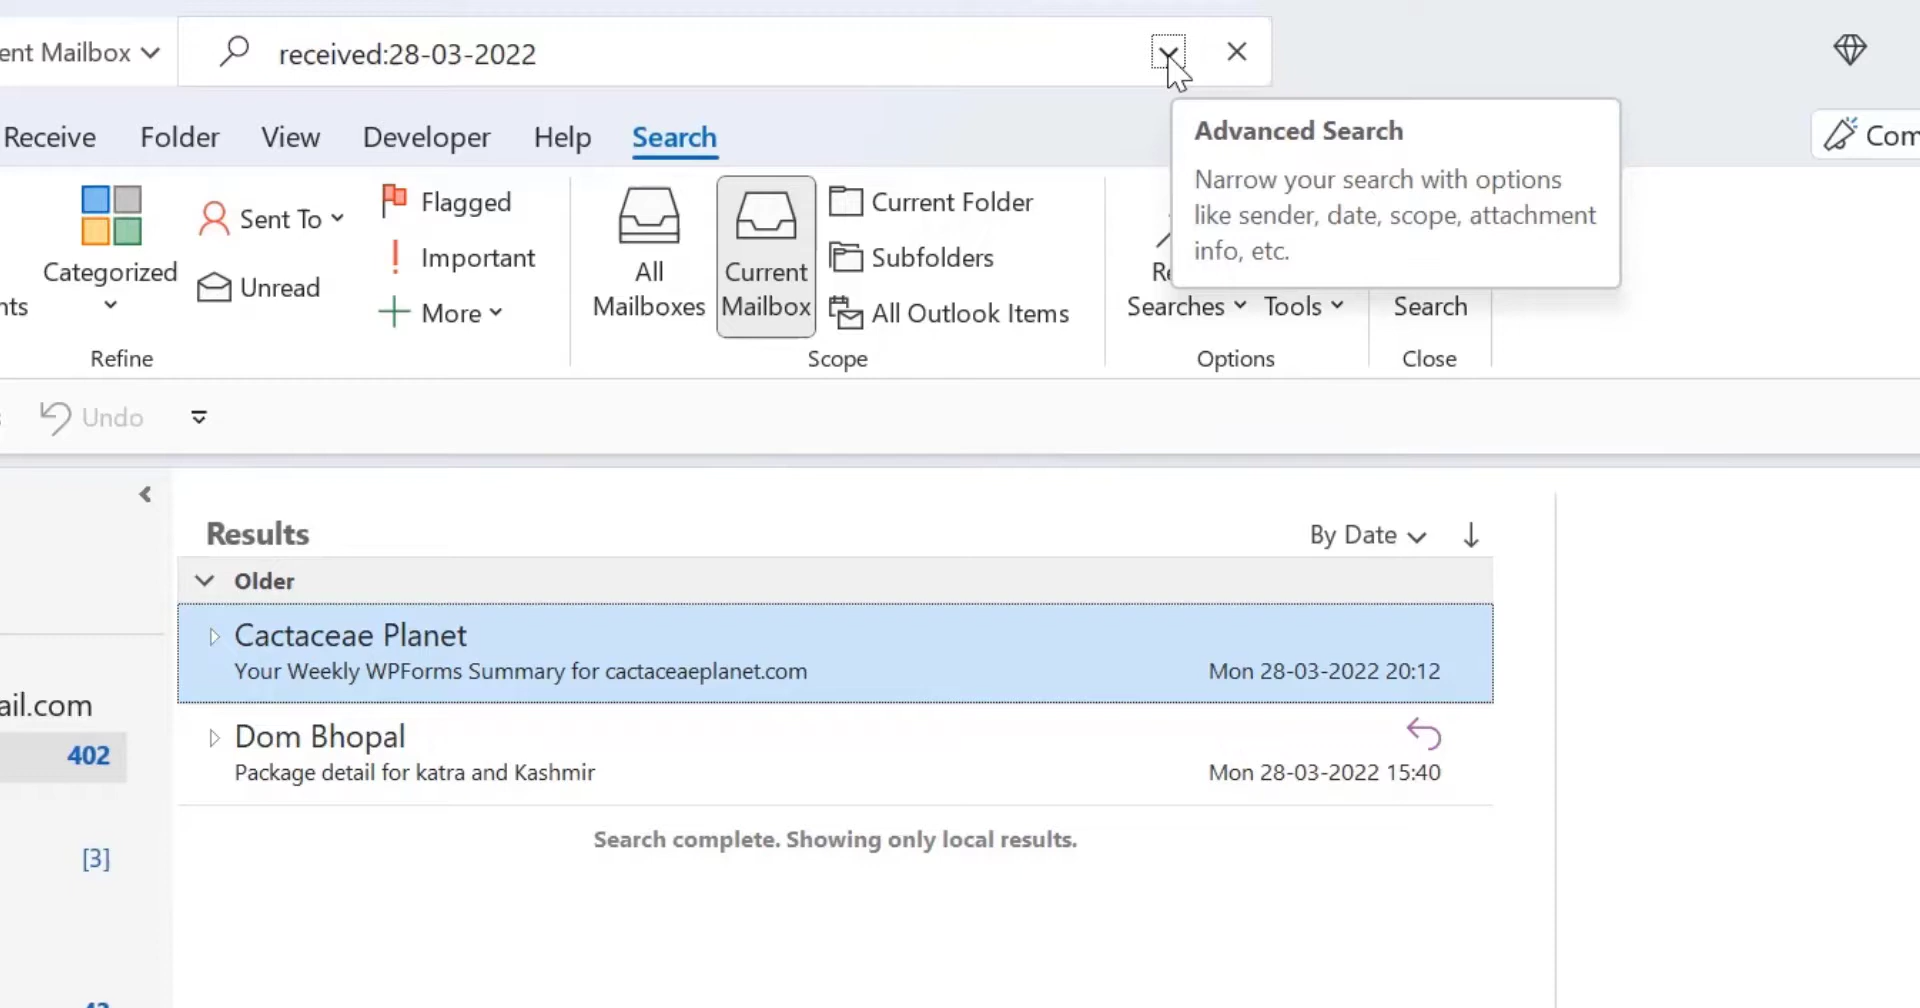 ent Mailbox
received:28-03-2022
Receive Folder View Developer Help Search
Com
Advanced Search
Narrow your search with options
like sender, date, scope, attachment
info, etc.
nts
Categorized
Sent To
Unread
Flagged
Important
More
Refine
All
Mailboxes
Current
Mailbox
Current Folder
Subfolders
All Outlook Items
Scope
Re
Searches
Tools
Options
Search
Close
Undo
Results
By Date
Older
Cactaceae Planet
Your Weekly WPForms Summary for cactaceaeplanet.com Mon 28-03-2022 20:12
Dom Bhopal
Package detail for katra and Kashmir Mon 28-03-2022 15:40
Search complete. Showing only local results.
ail.com
402
[3]